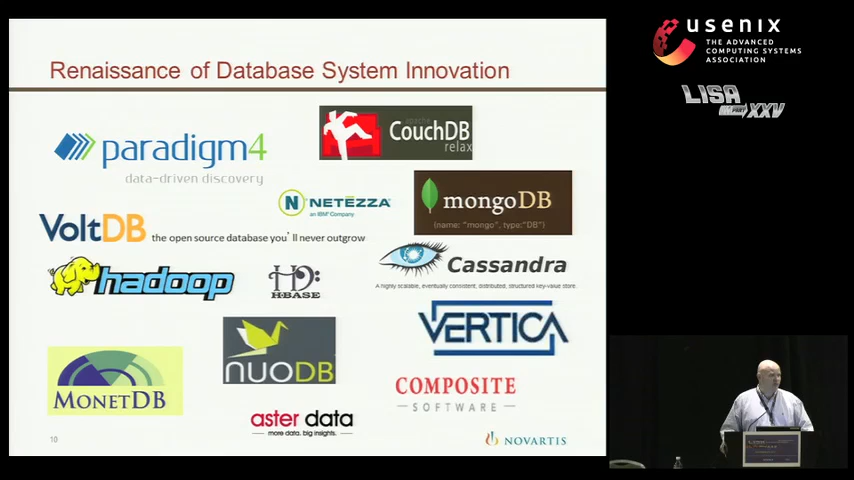 Renaissance of Database System Innovation
paradigm4
data-driven discovery
apache
CouchDB
relax
NETEZZA
an IBM® Company
mongoDB
{name: "mongo", type:"DB"}
VoltDB
the open source database you'll never outgrow
hadoop
HBASE
Cassandra
A highly scalable, eventually consistent, distributed, structured key-value store.
VERTICA
NUODB
MONETDB
COMPOSITE
SOFTWARE
aster data
more data. big insights.
10
NOVARTIS
usenix
THE ADVANCED
COMPUTING SYSTEMS
ASSOCIATION
LISA
XXV